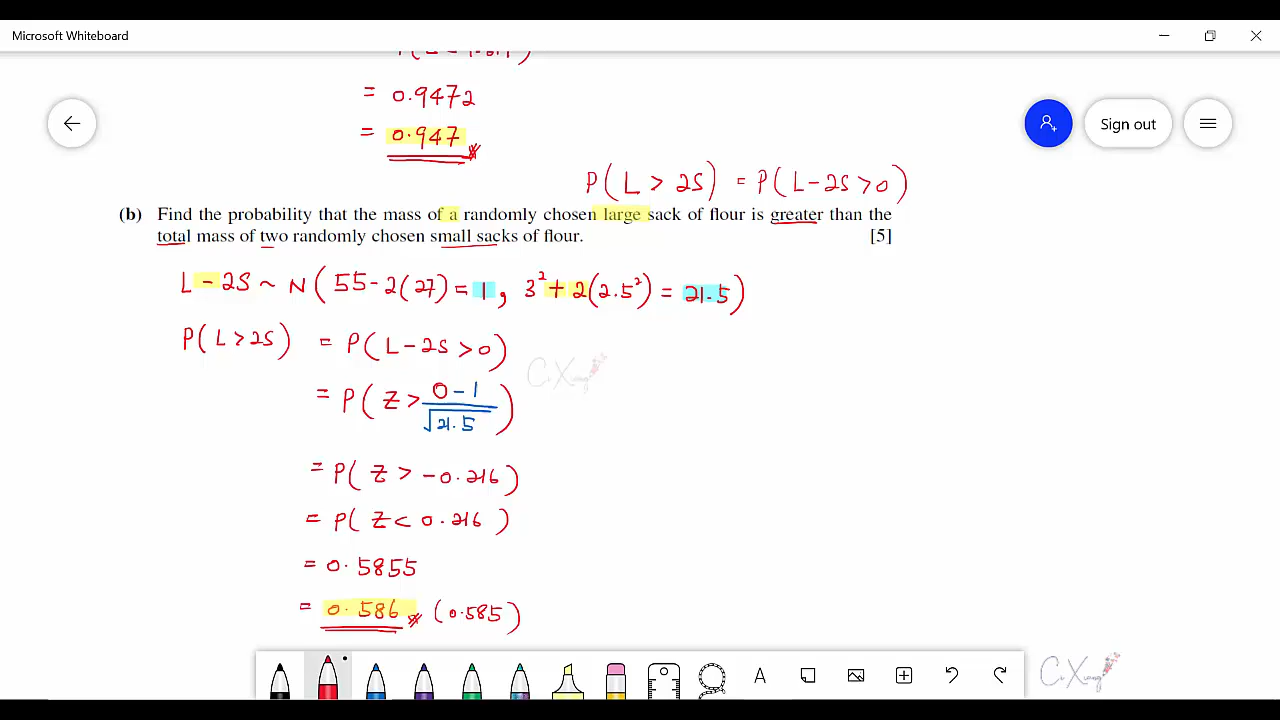 Microsoft Whiteboard
= 0.9472
= 0.947
Sign out
P(L > 2S) = P(L-2S>0)
(b) Find the probability that the mass of a randomly chosen large sack of flour is greater than the
total mass of two randomly chosen small sacks of flour. [5]
L - 2S ~ N(55-2(27) = 1, 3² + 2(2.5²) = 21.5)
P(L>2S) = P(L-2S>0)
= P(Z > (0-1)/√21.5)
= P(Z > -0.216)
= P(Z < 0.216)
= 0.5855
= 0.586 (0.585)